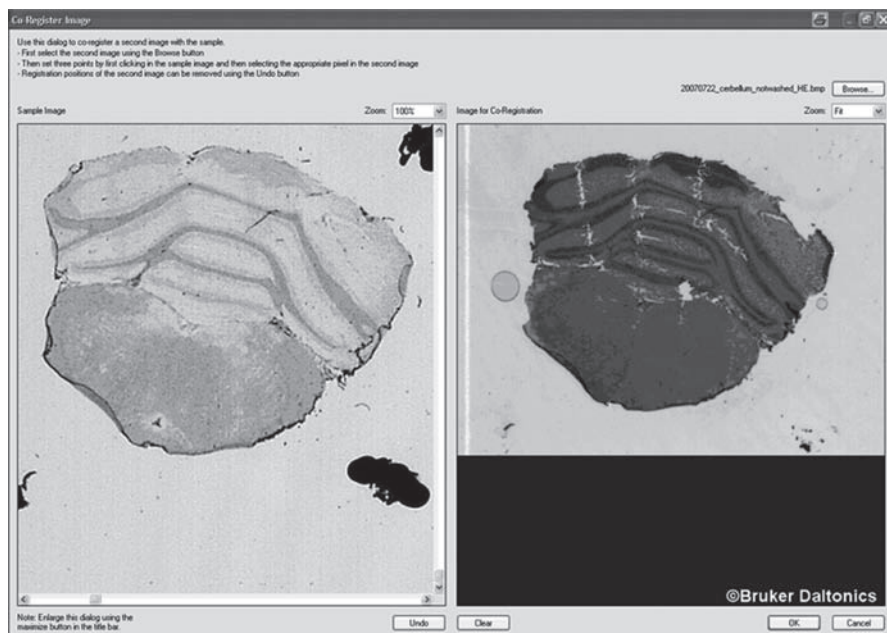 Co-Register Image
Use this dialog to co-register a second image with the sample.
- First select the second image using the Browse button
- Then set three points by first clicking in the sample image and then selecting the appropriate pixel in the second image
- Registration positions of the second image can be removed using the Undo button
20070722_cerbellum_notwashed_HE.bmp Browse...
Sample Image Zoom: 100% Image for Co-Registration Zoom: Fit
©Bruker Daltonics
Note: Enlarge this dialog using the
maximize button in the title bar.
Undo Clear OK Cancel